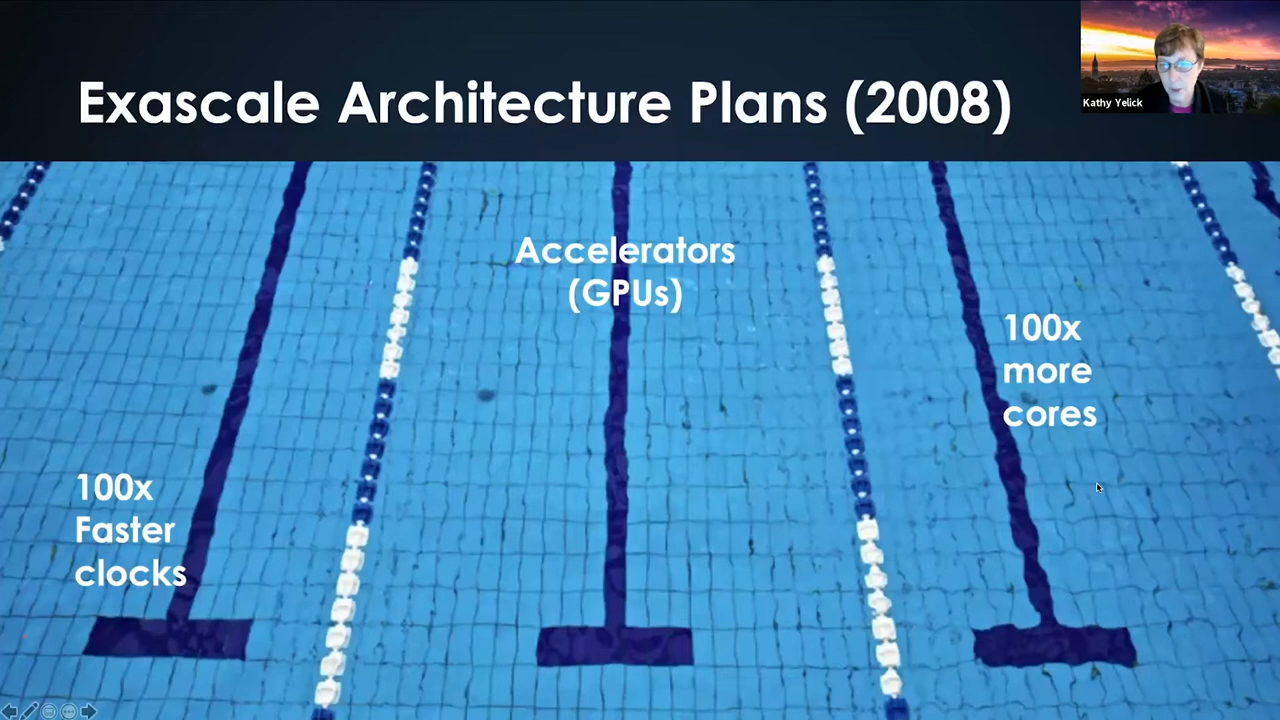 Exascale Architecture Plans (2008)
Kathy Yelick
Accelerators
(GPUs)
100x
more
cores
100x
Faster
clocks